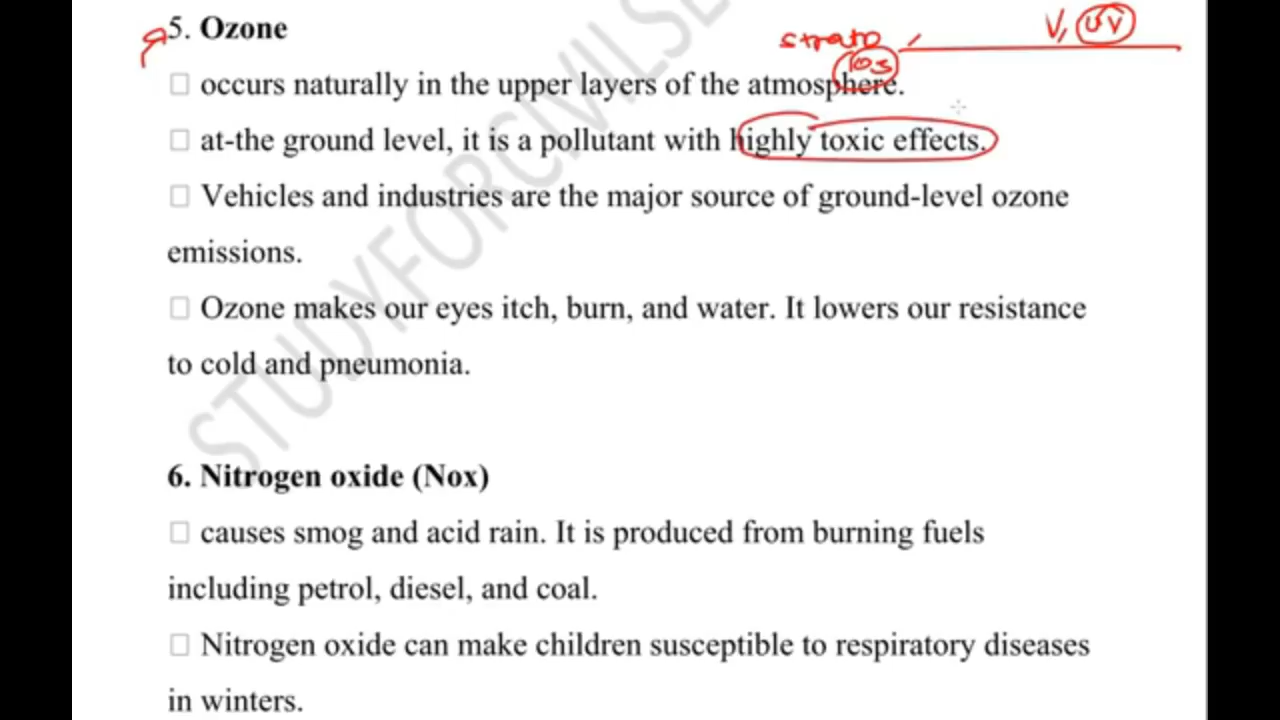 5. Ozone
strato
V, UV
O3
□ occurs naturally in the upper layers of the atmosphere.
□ at-the ground level, it is a pollutant with highly toxic effects.
□ Vehicles and industries are the major source of ground-level ozone
emissions.
□ Ozone makes our eyes itch, burn, and water. It lowers our resistance
to cold and pneumonia.
STUDYFORCIVILSE
6. Nitrogen oxide (Nox)
□ causes smog and acid rain. It is produced from burning fuels
including petrol, diesel, and coal.
□ Nitrogen oxide can make children susceptible to respiratory diseases
in winters.